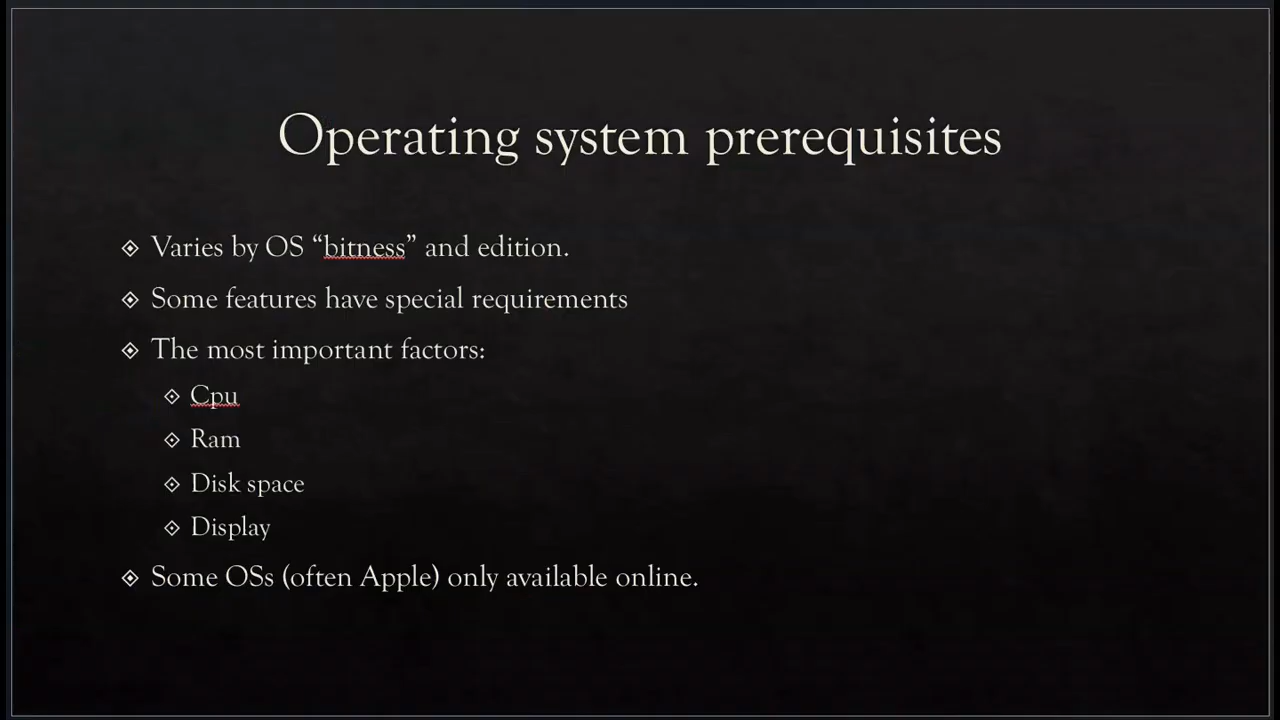 Operating system prerequisites
Varies by OS “bitness” and edition.
Some features have special requirements
The most important factors:
Cpu
Ram
Disk space
Display
Some OSs (often Apple) only available online.